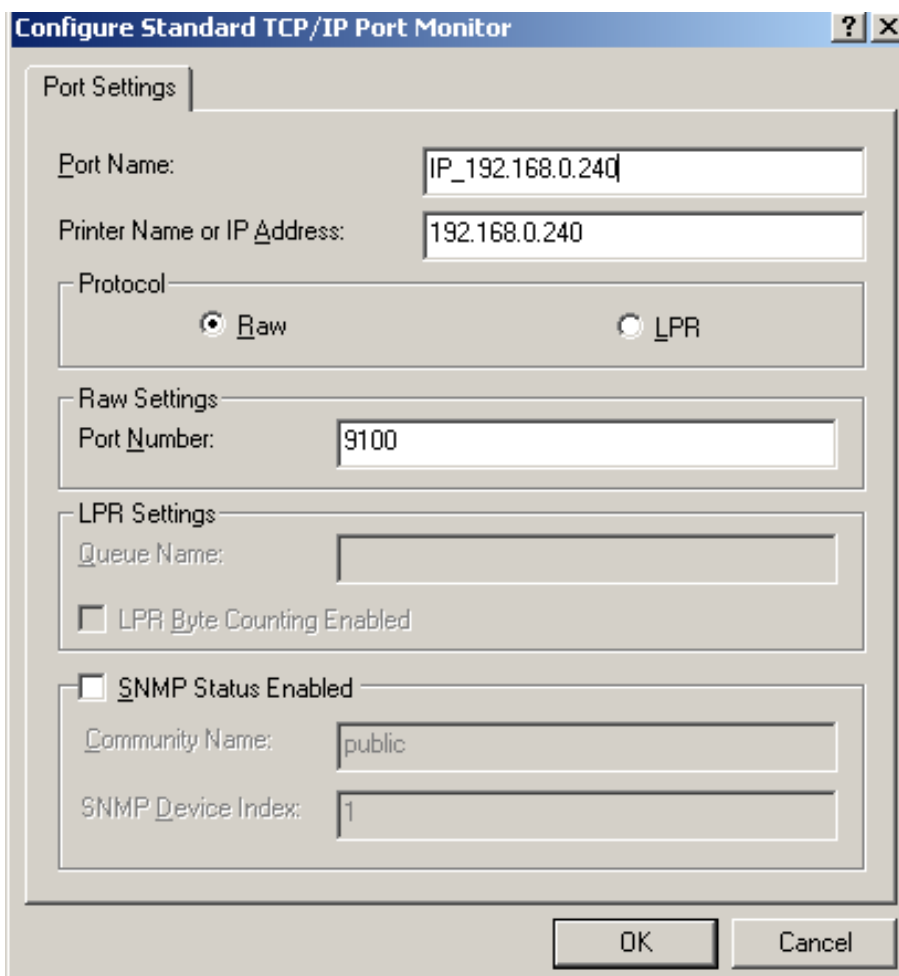 Configure Standard TCP/IP Port Monitor
Port Settings
Port Name: IP_192.168.0.240
Printer Name or IP Address: 192.168.0.240
Protocol
Raw LPR
Raw Settings
Port Number: 9100
LPR Settings
Queue Name:
LPR Byte Counting Enabled
SNMP Status Enabled
Community Name: public
SNMP Device Index: 1
OK Cancel